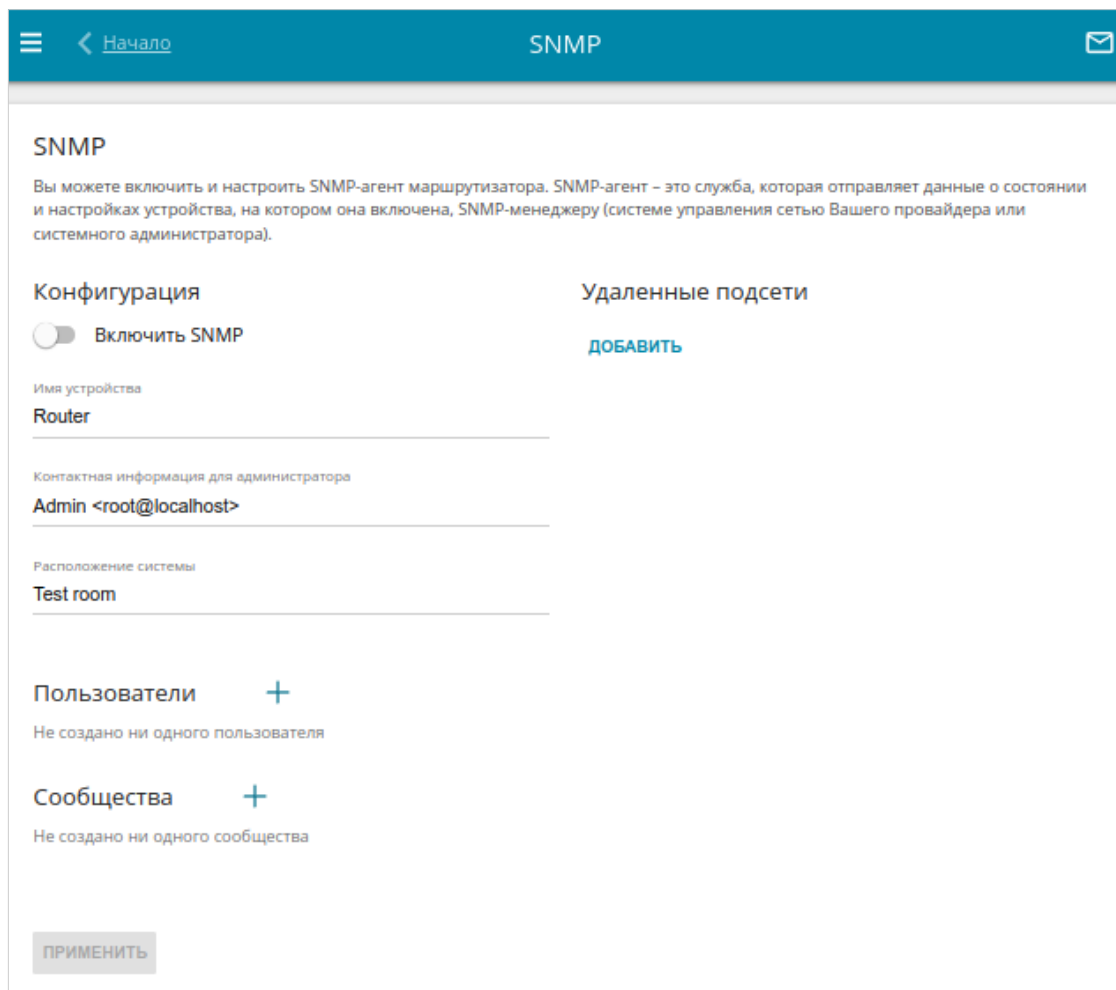 Начало
SNMP
SNMP
Вы можете включить и настроить SNMP-агент маршрутизатора. SNMP-агент – это служба, которая отправляет данные о состоянии
и настройках устройства, на котором она включена, SNMP-менеджеру (системе управления сетью Вашего провайдера или
системного администратора).
Конфигурация
Включить SNMP
Имя устройства
Router
Контактная информация для администратора
Admin <root@localhost>
Расположение системы
Test room
Удаленные подсети
ДОБАВИТЬ
Пользователи
Не создано ни одного пользователя
Сообщества
Не создано ни одного сообщества
ПРИМЕНИТЬ